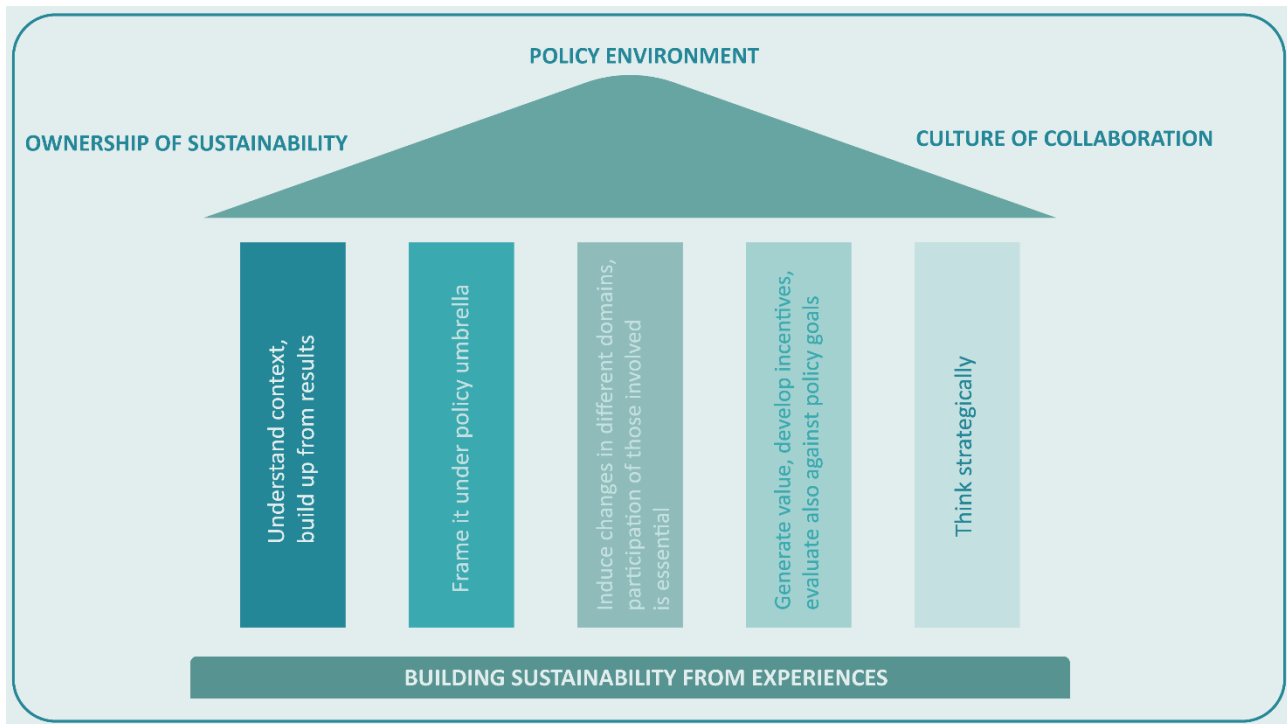 POLICY ENVIRONMENT
OWNERSHIP OF SUSTAINABILITY
CULTURE OF COLLABORATION
Understand context,
build up from results
Frame it under policy umbrella
Induce changes in different domains,
participation of those involved
is essential
Generate value, develop incentives,
evaluate also against policy goals
Think strategically
BUILDING SUSTAINABILITY FROM EXPERIENCES